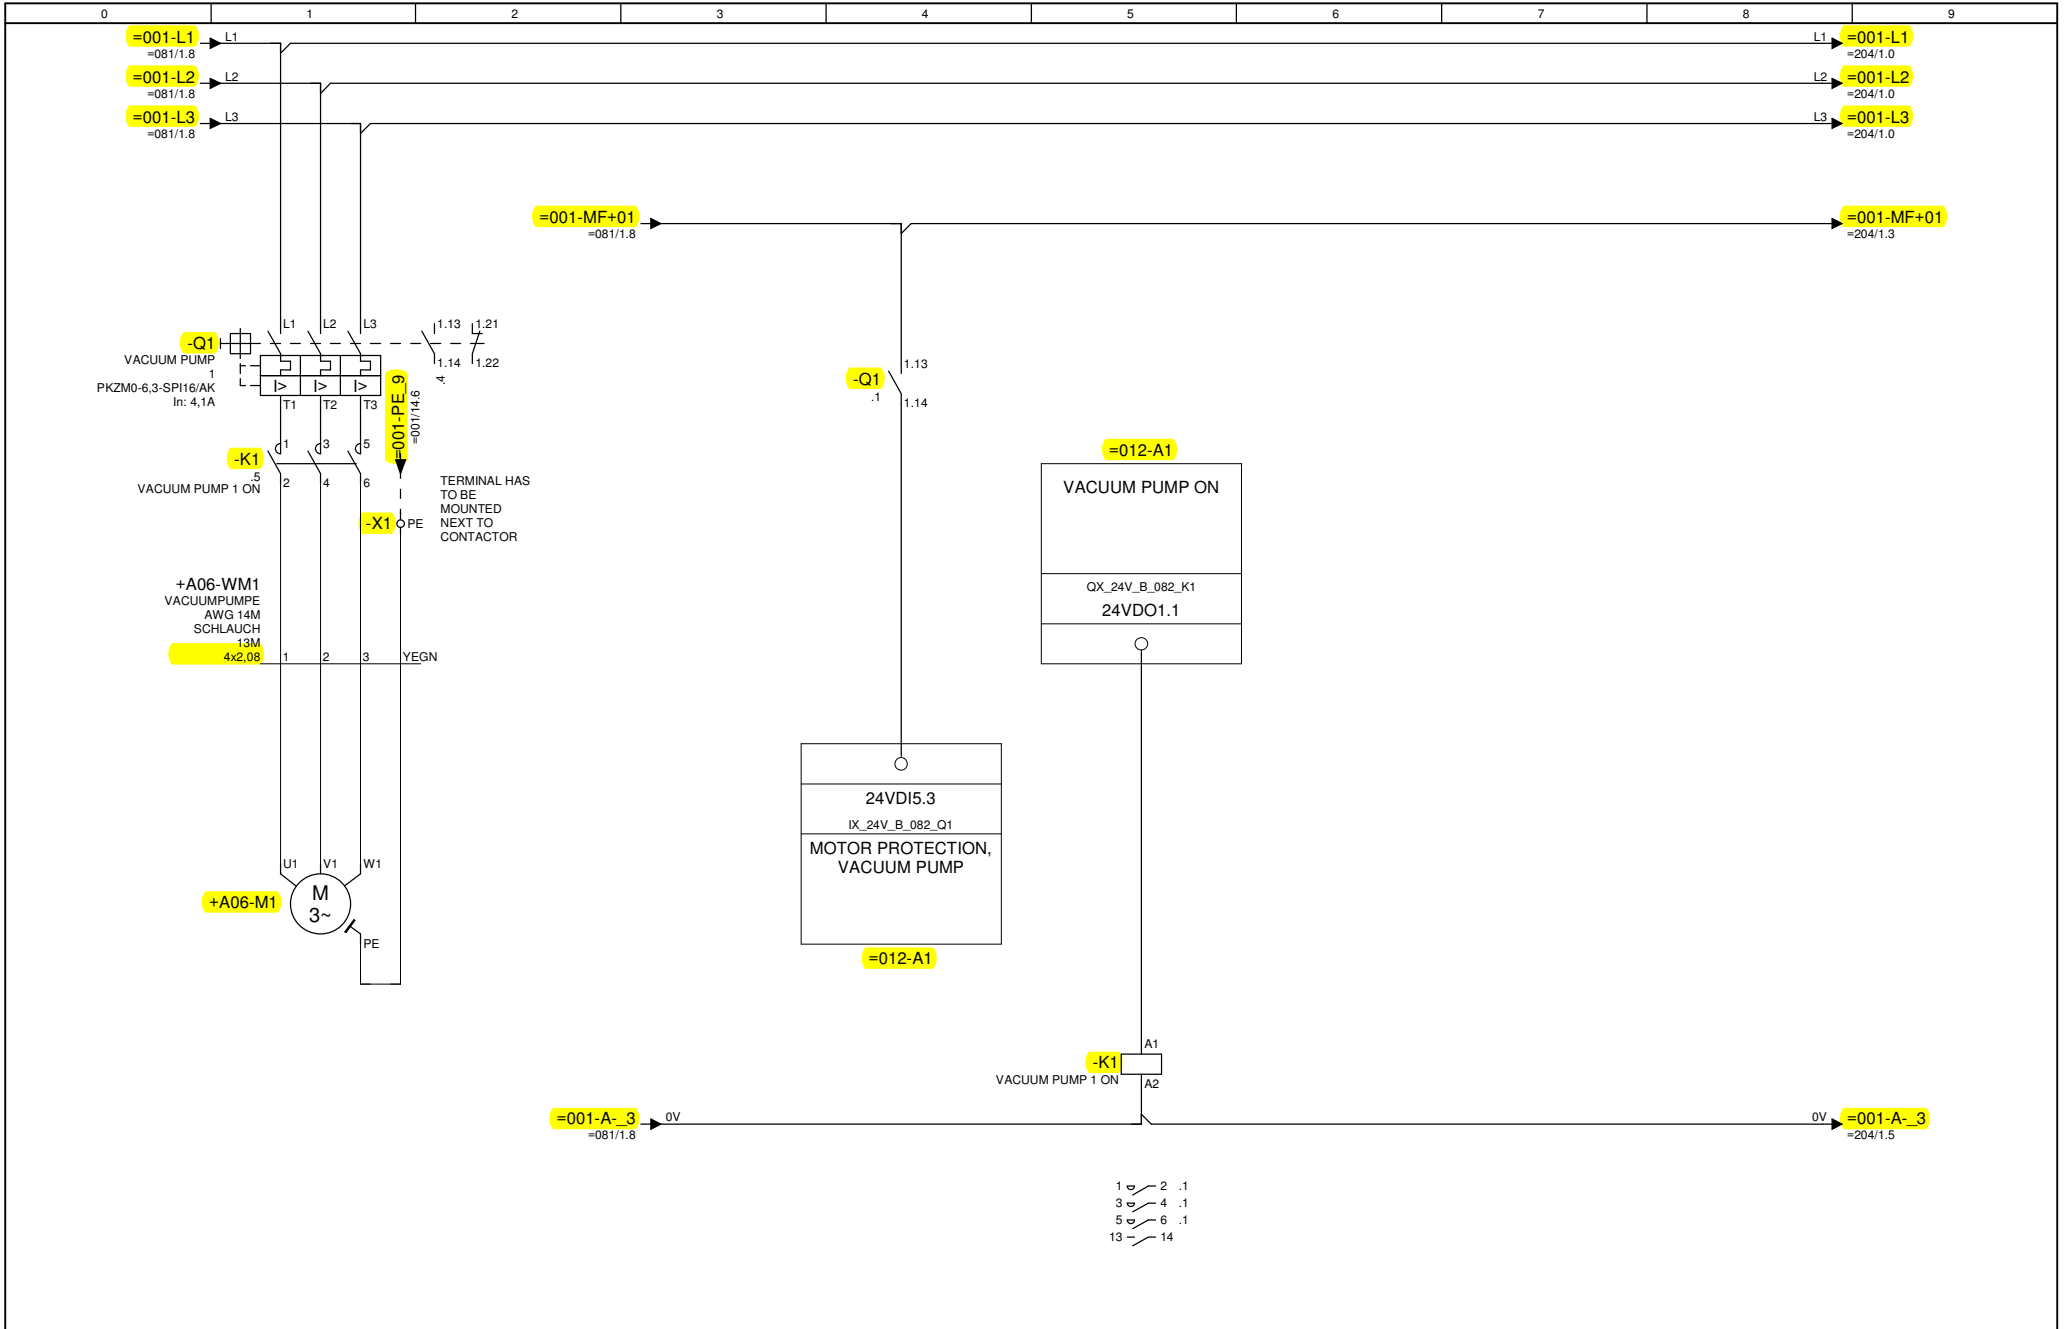 0 1 2 3 4 5 6 7 8 9
=001-L1 L1 L1 =001-L1
=081/1.8 =204/1.0
=001-L2 L2 L2 =001-L2
=081/1.8 =204/1.0
=001-L3 L3 L3 =001-L3
=081/1.8 =204/1.0
=001-MF+01 =001-MF+01
=081/1.8 =204/1.3
L1 L2 L3 1.13 1.21
-Q1
VACUUM PUMP
1
PKZM0-6,3-SPI16/AK
In: 4,1A
I> I> I>
1.14 1.22
.4
T1 T2 T3
=001-PE_9
=001/14.6
1.13
-Q1
.1
1.14
1 3 5
-K1
.5
VACUUM PUMP 1 ON
2 4 6
-X1 PE
TERMINAL HAS
TO BE
MOUNTED
NEXT TO
CONTACTOR
=012-A1
VACUUM PUMP ON
QX_24V_B_082_K1
24VDO1.1
+A06-WM1
VACUUMPUMPE
AWG 14M
SCHLAUCH
13M
4x2,08 1 2 3 YEGN
24VDI5.3
IX_24V_B_082_Q1
MOTOR PROTECTION,
VACUUM PUMP
=012-A1
U1 V1 W1
+A06-M1
M
3~
PE
A1
-K1
VACUUM PUMP 1 ON
A2
=001-A-_3 0V 0V =001-A-_3
=081/1.8 =204/1.5
1 2 .1
3 4 .1
5 6 .1
13 14